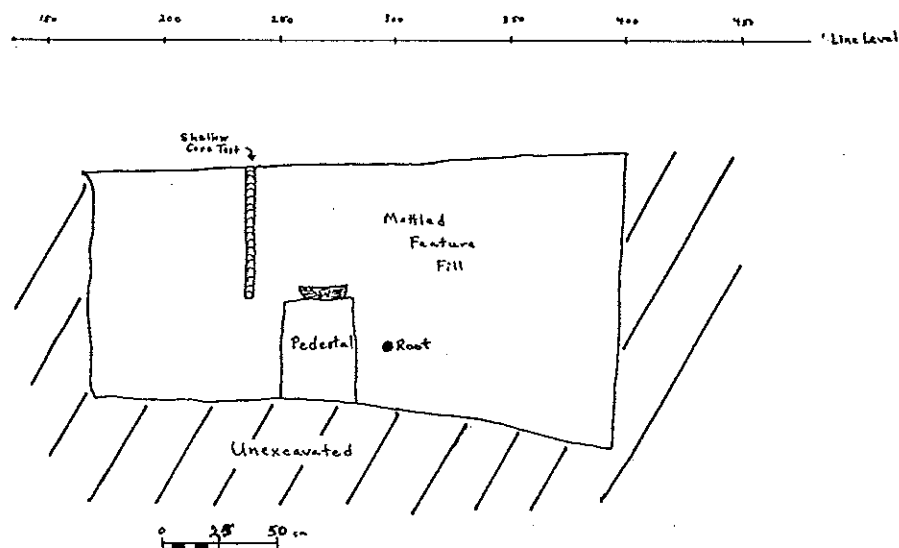 150 200 250 300 350 400 450
Line Level
Shallow
Core Test
Mottled
Feature
Fill
Pedestal
Root
Unexcavated
0 25 50 cm